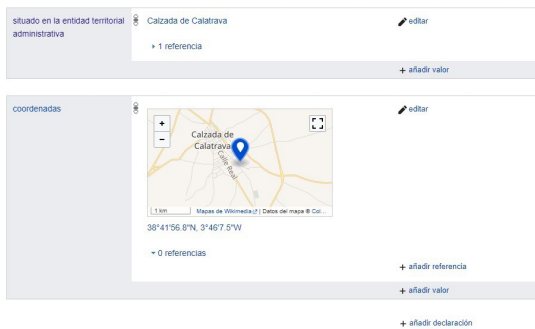 situado en la entidad territorial
administrativa
Calzada de Calatrava
editar
1 referencia
+ añadir valor
coordenadas
editar
+
−
Calzada de
Calatrava
Calle Real
1 km
Mapas de Wikimedia | Datos del mapa © Col...
38°41'56.8"N, 3°46'7.5"W
0 referencias
+ añadir referencia
+ añadir valor
+ añadir declaración